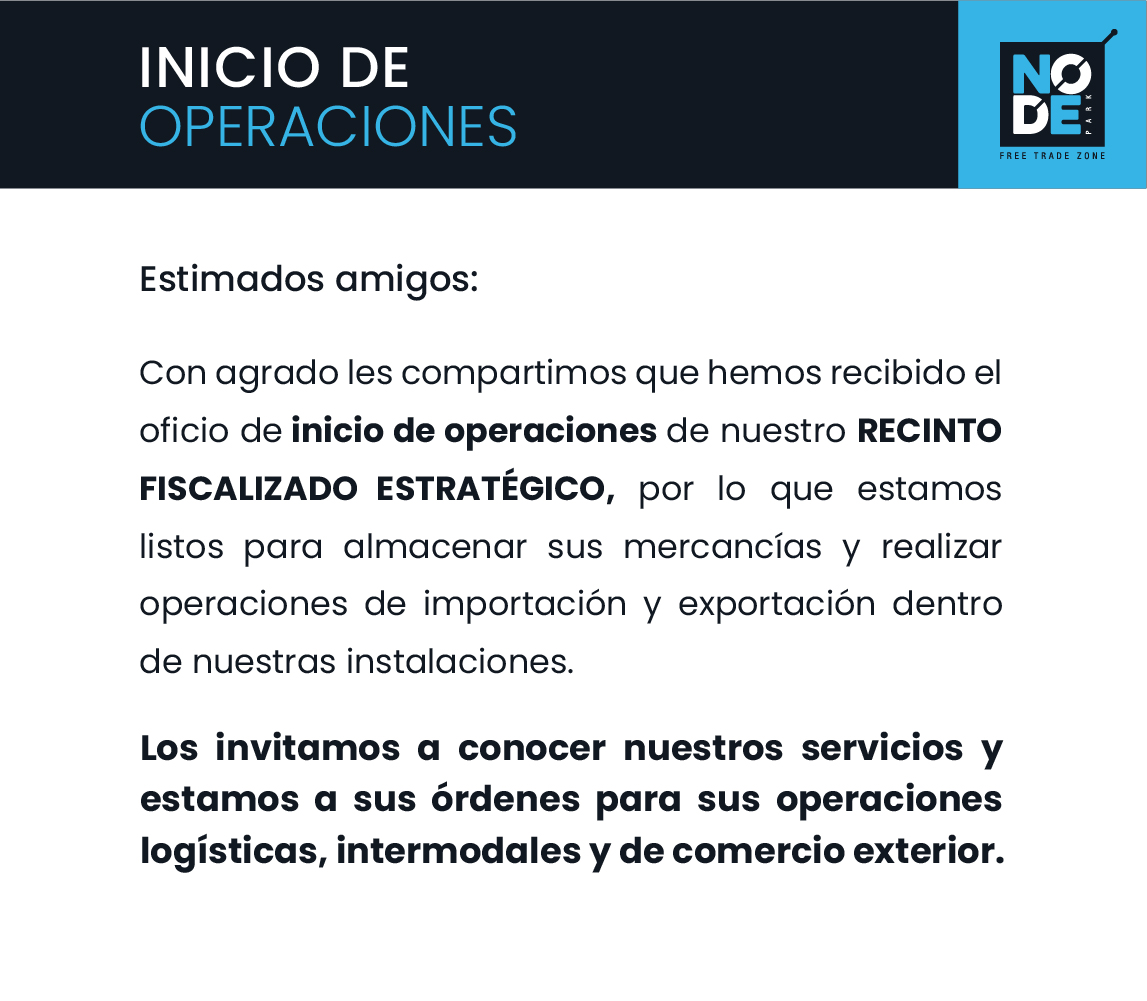 INICIO DE
OPERACIONES
NO
DE
PARK
FREE TRADE ZONE
Estimados amigos:
Con agrado les compartimos que hemos recibido el
oficio de inicio de operaciones de nuestro RECINTO
FISCALIZADO ESTRATÉGICO, por lo que estamos
listos para almacenar sus mercancías y realizar
operaciones de importación y exportación dentro
de nuestras instalaciones.
Los invitamos a conocer nuestros servicios y
estamos a sus órdenes para sus operaciones
logísticas, intermodales y de comercio exterior.